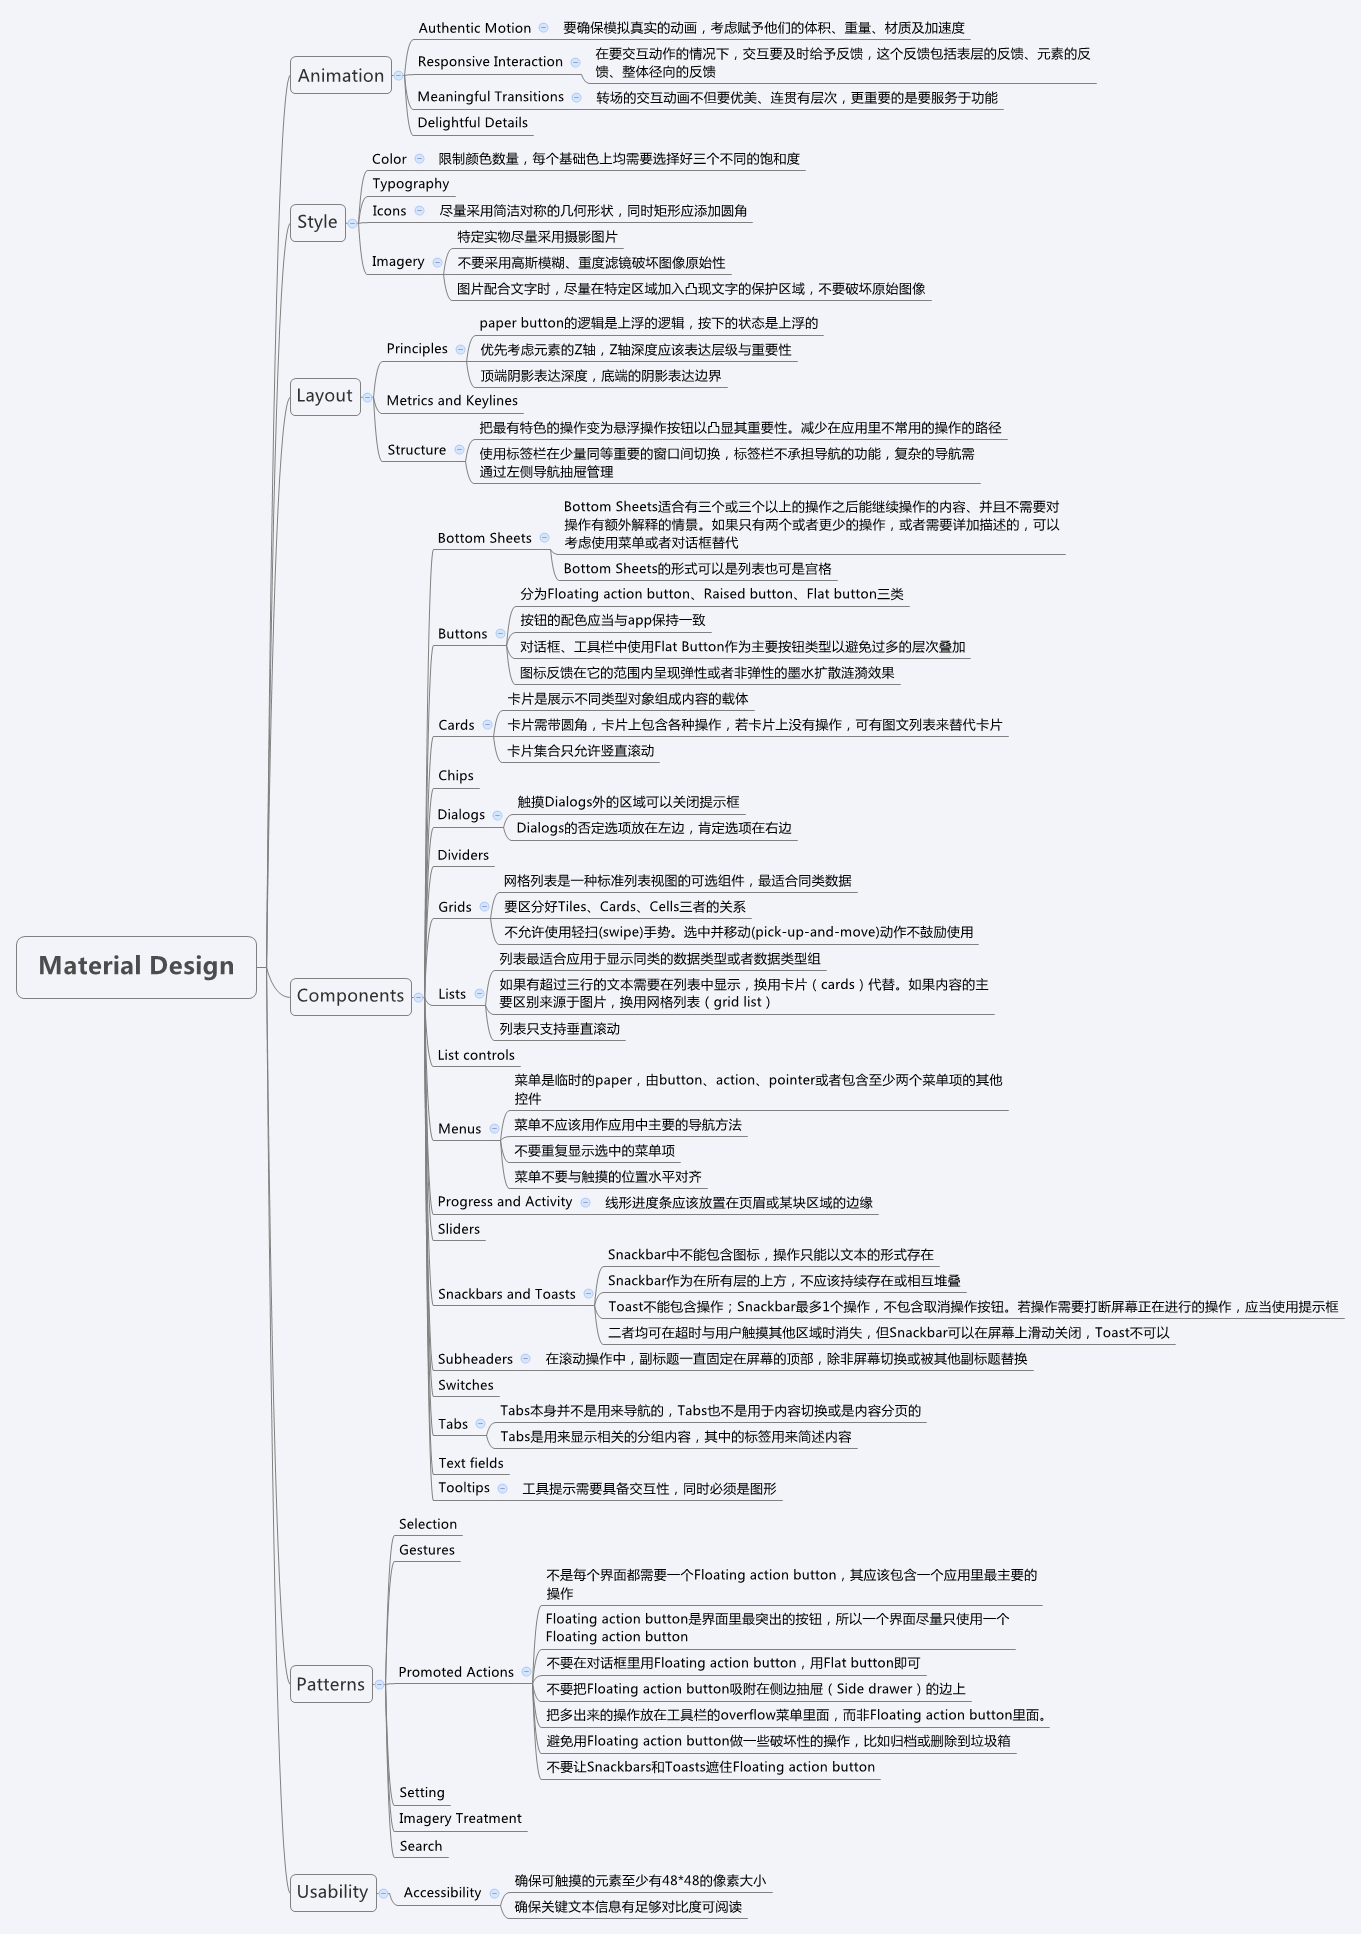 Material Design
Animation
Authentic Motion
要确保模拟真实的动画，考虑赋予他们的体积、重量、材质及加速度
Responsive Interaction
在要交互动作的情况下，交互要及时给予反馈，这个反馈包括表层的反馈、元素的反
馈、整体径向的反馈
Meaningful Transitions
转场的交互动画不但要优美、连贯有层次，更重要的是要服务于功能
Delightful Details
Style
Color
限制颜色数量，每个基础色上均需要选择好三个不同的饱和度
Typography
Icons
尽量采用简洁对称的几何形状，同时矩形应添加圆角
Imagery
特定实物尽量采用摄影图片
不要采用高斯模糊、重度滤镜破坏图像原始性
图片配合文字时，尽量在特定区域加入凸现文字的保护区域，不要破坏原始图像
Layout
Principles
paper button的逻辑是上浮的逻辑，按下的状态是上浮的
优先考虑元素的Z轴，Z轴深度应该表达层级与重要性
顶端阴影表达深度，底端的阴影表达边界
Metrics and Keylines
Structure
把最有特色的操作变为悬浮操作按钮以凸显其重要性。减少在应用里不常用的操作的路径
使用标签栏在少量同等重要的窗口间切换，标签栏不承担导航的功能，复杂的导航需
通过左侧导航抽屉管理
Components
Bottom Sheets
Bottom Sheets适合有三个或三个以上的操作之后能继续操作的内容、并且不需要对
操作有额外解释的情景。如果只有两个或者更少的操作，或者需要详加描述的，可以
考虑使用菜单或者对话框替代
Bottom Sheets的形式可以是列表也可是宫格
Buttons
分为Floating action button、Raised button、Flat button三类
按钮的配色应当与app保持一致
对话框、工具栏中使用Flat Button作为主要按钮类型以避免过多的层次叠加
图标反馈在它的范围内呈现弹性或者非弹性的墨水扩散涟漪效果
Cards
卡片是展示不同类型对象组成内容的载体
卡片需带圆角，卡片上包含各种操作，若卡片上没有操作，可有图文列表来替代卡片
卡片集合只允许竖直滚动
Chips
Dialogs
触摸Dialogs外的区域可以关闭提示框
Dialogs的否定选项放在左边，肯定选项在右边
Dividers
Grids
网格列表是一种标准列表视图的可选组件，最适合同类数据
要区分好Tiles、Cards、Cells三者的关系
不允许使用轻扫(swipe)手势。选中并移动(pick-up-and-move)动作不鼓励使用
Lists
列表最适合应用于显示同类的数据类型或者数据类型组
如果有超过三行的文本需要在列表中显示，换用卡片（cards）代替。如果内容的主
要区别来源于图片，换用网格列表（grid list）
列表只支持垂直滚动
List controls
Menus
菜单是临时的paper，由button、action、pointer或者包含至少两个菜单项的其他
控件
菜单不应该用作应用中主要的导航方法
不要重复显示选中的菜单项
菜单不要与触摸的位置水平对齐
Progress and Activity
线形进度条应该放置在页眉或某块区域的边缘
Sliders
Snackbars and Toasts
Snackbar中不能包含图标，操作只能以文本的形式存在
Snackbar作为在所有层的上方，不应该持续存在或相互堆叠
Toast不能包含操作；Snackbar最多1个操作，不包含取消操作按钮。若操作需要打断屏幕正在进行的操作，应当使用提示框
二者均可在超时与用户触摸其他区域时消失，但Snackbar可以在屏幕上滑动关闭，Toast不可以
Subheaders
在滚动操作中，副标题一直固定在屏幕的顶部，除非屏幕切换或被其他副标题替换
Switches
Tabs
Tabs本身并不是用来导航的，Tabs也不是用于内容切换或是内容分页的
Tabs是用来显示相关的分组内容，其中的标签用来简述内容
Text fields
Tooltips
工具提示需要具备交互性，同时必须是图形
Patterns
Selection
Gestures
Promoted Actions
不是每个界面都需要一个Floating action button，其应该包含一个应用里最主要的
操作
Floating action button是界面里最突出的按钮，所以一个界面尽量只使用一个
Floating action button
不要在对话框里用Floating action button，用Flat button即可
不要把Floating action button吸附在侧边抽屉（Side drawer）的边上
把多出来的操作放在工具栏的overflow菜单里面，而非Floating action button里面。
避免用Floating action button做一些破坏性的操作，比如归档或删除到垃圾箱
不要让Snackbars和Toasts遮住Floating action button
Setting
Imagery Treatment
Search
Usability
Accessibility
确保可触摸的元素至少有48*48的像素大小
确保关键文本信息有足够对比度可阅读